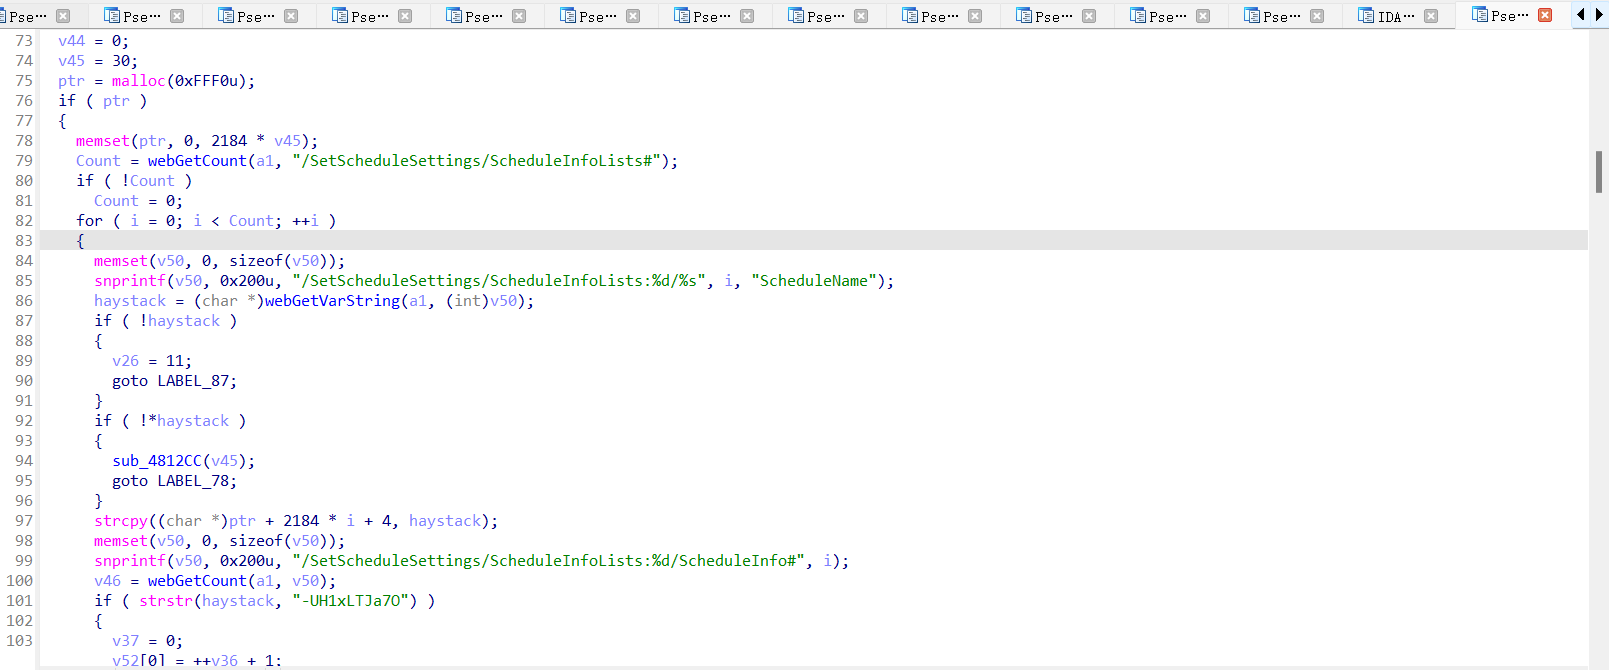 Pse··· Pse··· Pse··· Pse··· Pse··· Pse··· Pse··· Pse··· Pse··· Pse··· Pse··· Pse··· IDA··· Pse···
73 v44 = 0;
74 v45 = 30;
75 ptr = malloc(0xFFF0u);
76 if ( ptr )
77 {
78 memset(ptr, 0, 2184 * v45);
79 Count = webGetCount(a1, "/SetScheduleSettings/ScheduleInfoLists#");
80 if ( !Count )
81 Count = 0;
82 for ( i = 0; i < Count; ++i )
83 {
84 memset(v50, 0, sizeof(v50));
85 snprintf(v50, 0x200u, "/SetScheduleSettings/ScheduleInfoLists:%d/%s", i, "ScheduleName");
86 haystack = (char *)webGetVarString(a1, (int)v50);
87 if ( !haystack )
88 {
89 v26 = 11;
90 goto LABEL_87;
91 }
92 if ( !*haystack )
93 {
94 sub_4812CC(v45);
95 goto LABEL_78;
96 }
97 strcpy((char *)ptr + 2184 * i + 4, haystack);
98 memset(v50, 0, sizeof(v50));
99 snprintf(v50, 0x200u, "/SetScheduleSettings/ScheduleInfoLists:%d/ScheduleInfo#", i);
100 v46 = webGetCount(a1, v50);
101 if ( strstr(haystack, "-UH1xLTJa7O") )
102 {
103 v37 = 0;
v52[0] = ++v36 + 1;